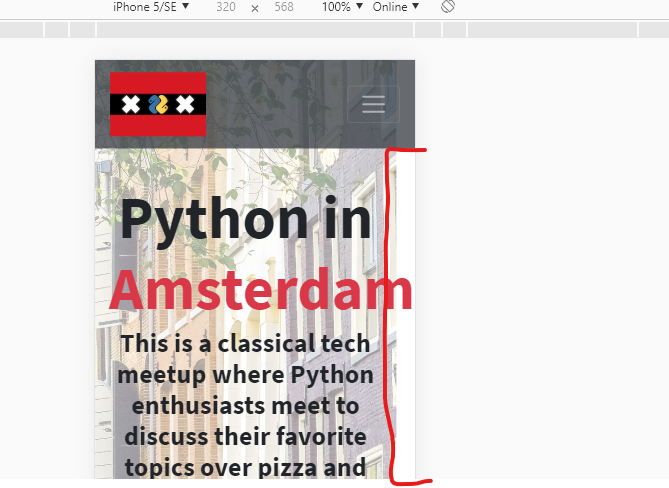 iPhone 5/SE ▼ 320 × 568 100% ▼ Online ▼
Python in
Amsterdam
This is a classical tech
meetup where Python
enthusiasts meet to
discuss their favorite
topics over pizza and